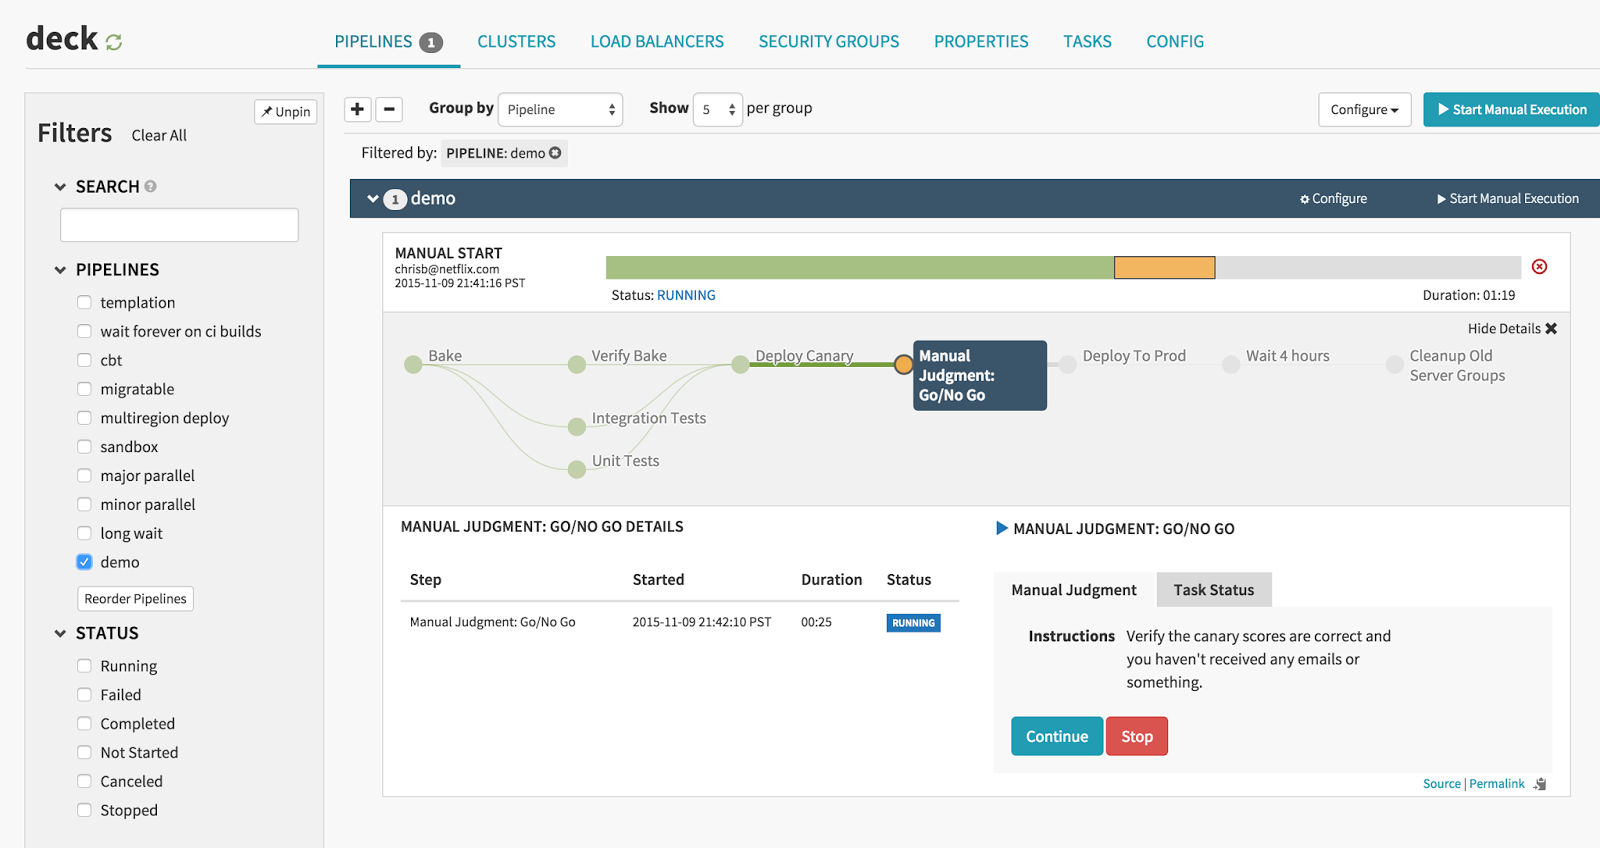 deck
PIPELINES 1 CLUSTERS LOAD BALANCERS SECURITY GROUPS PROPERTIES TASKS CONFIG
Unpin
Filters Clear All
SEARCH ?
PIPELINES
templation
wait forever on ci builds
cbt
migratable
multiregion deploy
sandbox
major parallel
minor parallel
long wait
demo
Reorder Pipelines
STATUS
Running
Failed
Completed
Not Started
Canceled
Stopped
Group by Pipeline Show 5 per group Configure Start Manual Execution
Filtered by: PIPELINE: demo
1 demo Configure Start Manual Execution
MANUAL START
chrisb@netflix.com
2015-11-09 21:41:16 PST
Status: RUNNING Duration: 01:19
Hide Details
Bake
Verify Bake
Integration Tests
Unit Tests
Deploy Canary
Manual
Judgment:
Go/No Go
Deploy To Prod
Wait 4 hours
Cleanup Old
Server Groups
MANUAL JUDGMENT: GO/NO GO DETAILS
Step Started Duration Status
Manual Judgment: Go/No Go 2015-11-09 21:42:10 PST 00:25 RUNNING
MANUAL JUDGMENT: GO/NO GO
Manual Judgment Task Status
Instructions Verify the canary scores are correct and
you haven't received any emails or
something.
Continue Stop
Source | Permalink